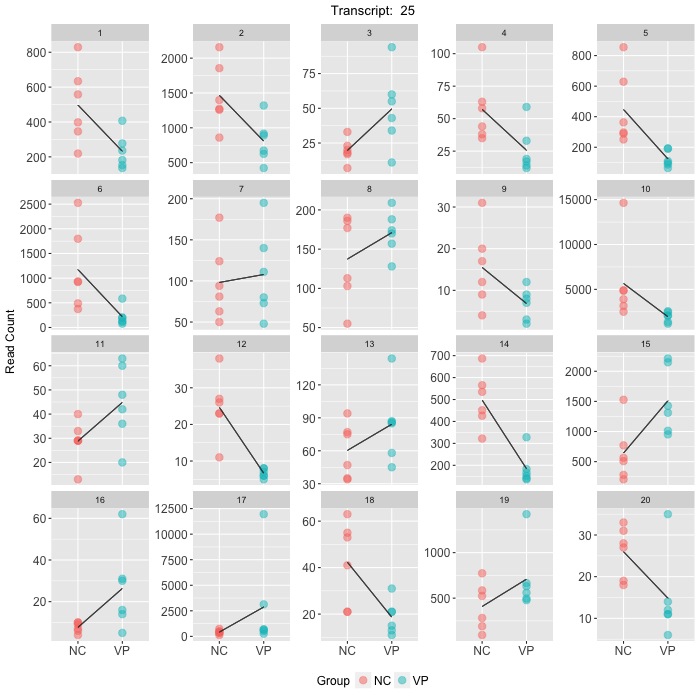 Transcript: 25
1 2 3 4 5
800 600 400 200
2000 1500 1000 500
75 50 25
100 75 50 25
800 600 400 200
6 7 8 9 10
2500 2000 1500 1000 500 0
200 150 100 50
200 150 100 50
30 20 10
15000 10000 5000
Read Count
11 12 13 14 15
60 50 40 30 20
30 20 10
120 90 60 30
700 600 500 400 300 200
2000 1500 1000 500
16 17 18 19 20
60 40 20
12500 10000 7500 5000 2500 0
60 40 20
1000 500
30 20 10
NC VP NC VP NC VP NC VP NC VP
Group NC VP